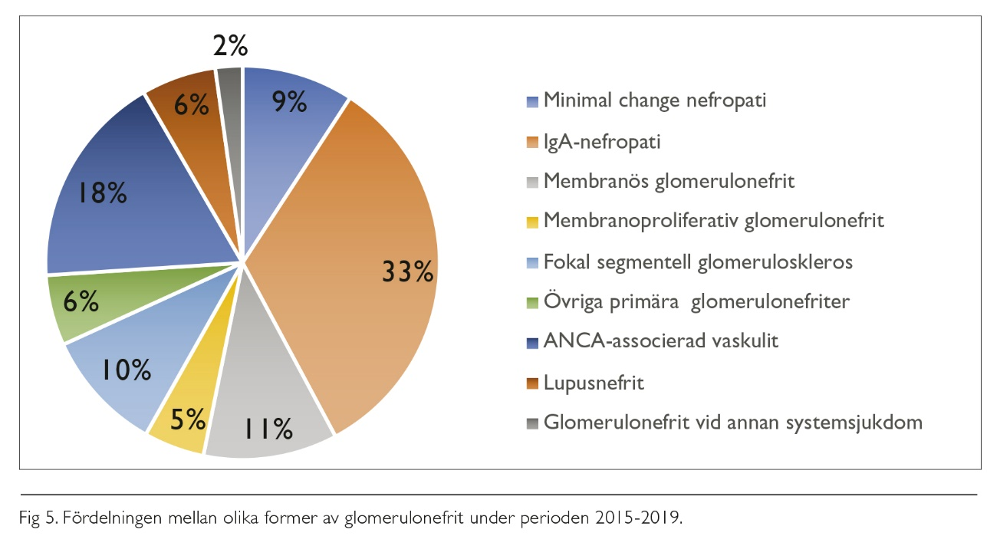 2%
9%
6%
18%
33%
6%
10%
5%
11%
Minimal change nefropati
IgA-nefropati
Membranös glomerulonefrit
Membranoproliferativ glomerulonefrit
Fokal segmentell glomeruloskleros
Övriga primära glomerulonefriter
ANCA-associerad vaskulit
Lupusnefrit
Glomerulonefrit vid annan systemsjukdom
Fig 5. Fördelningen mellan olika former av glomerulonefrit under perioden 2015-2019.